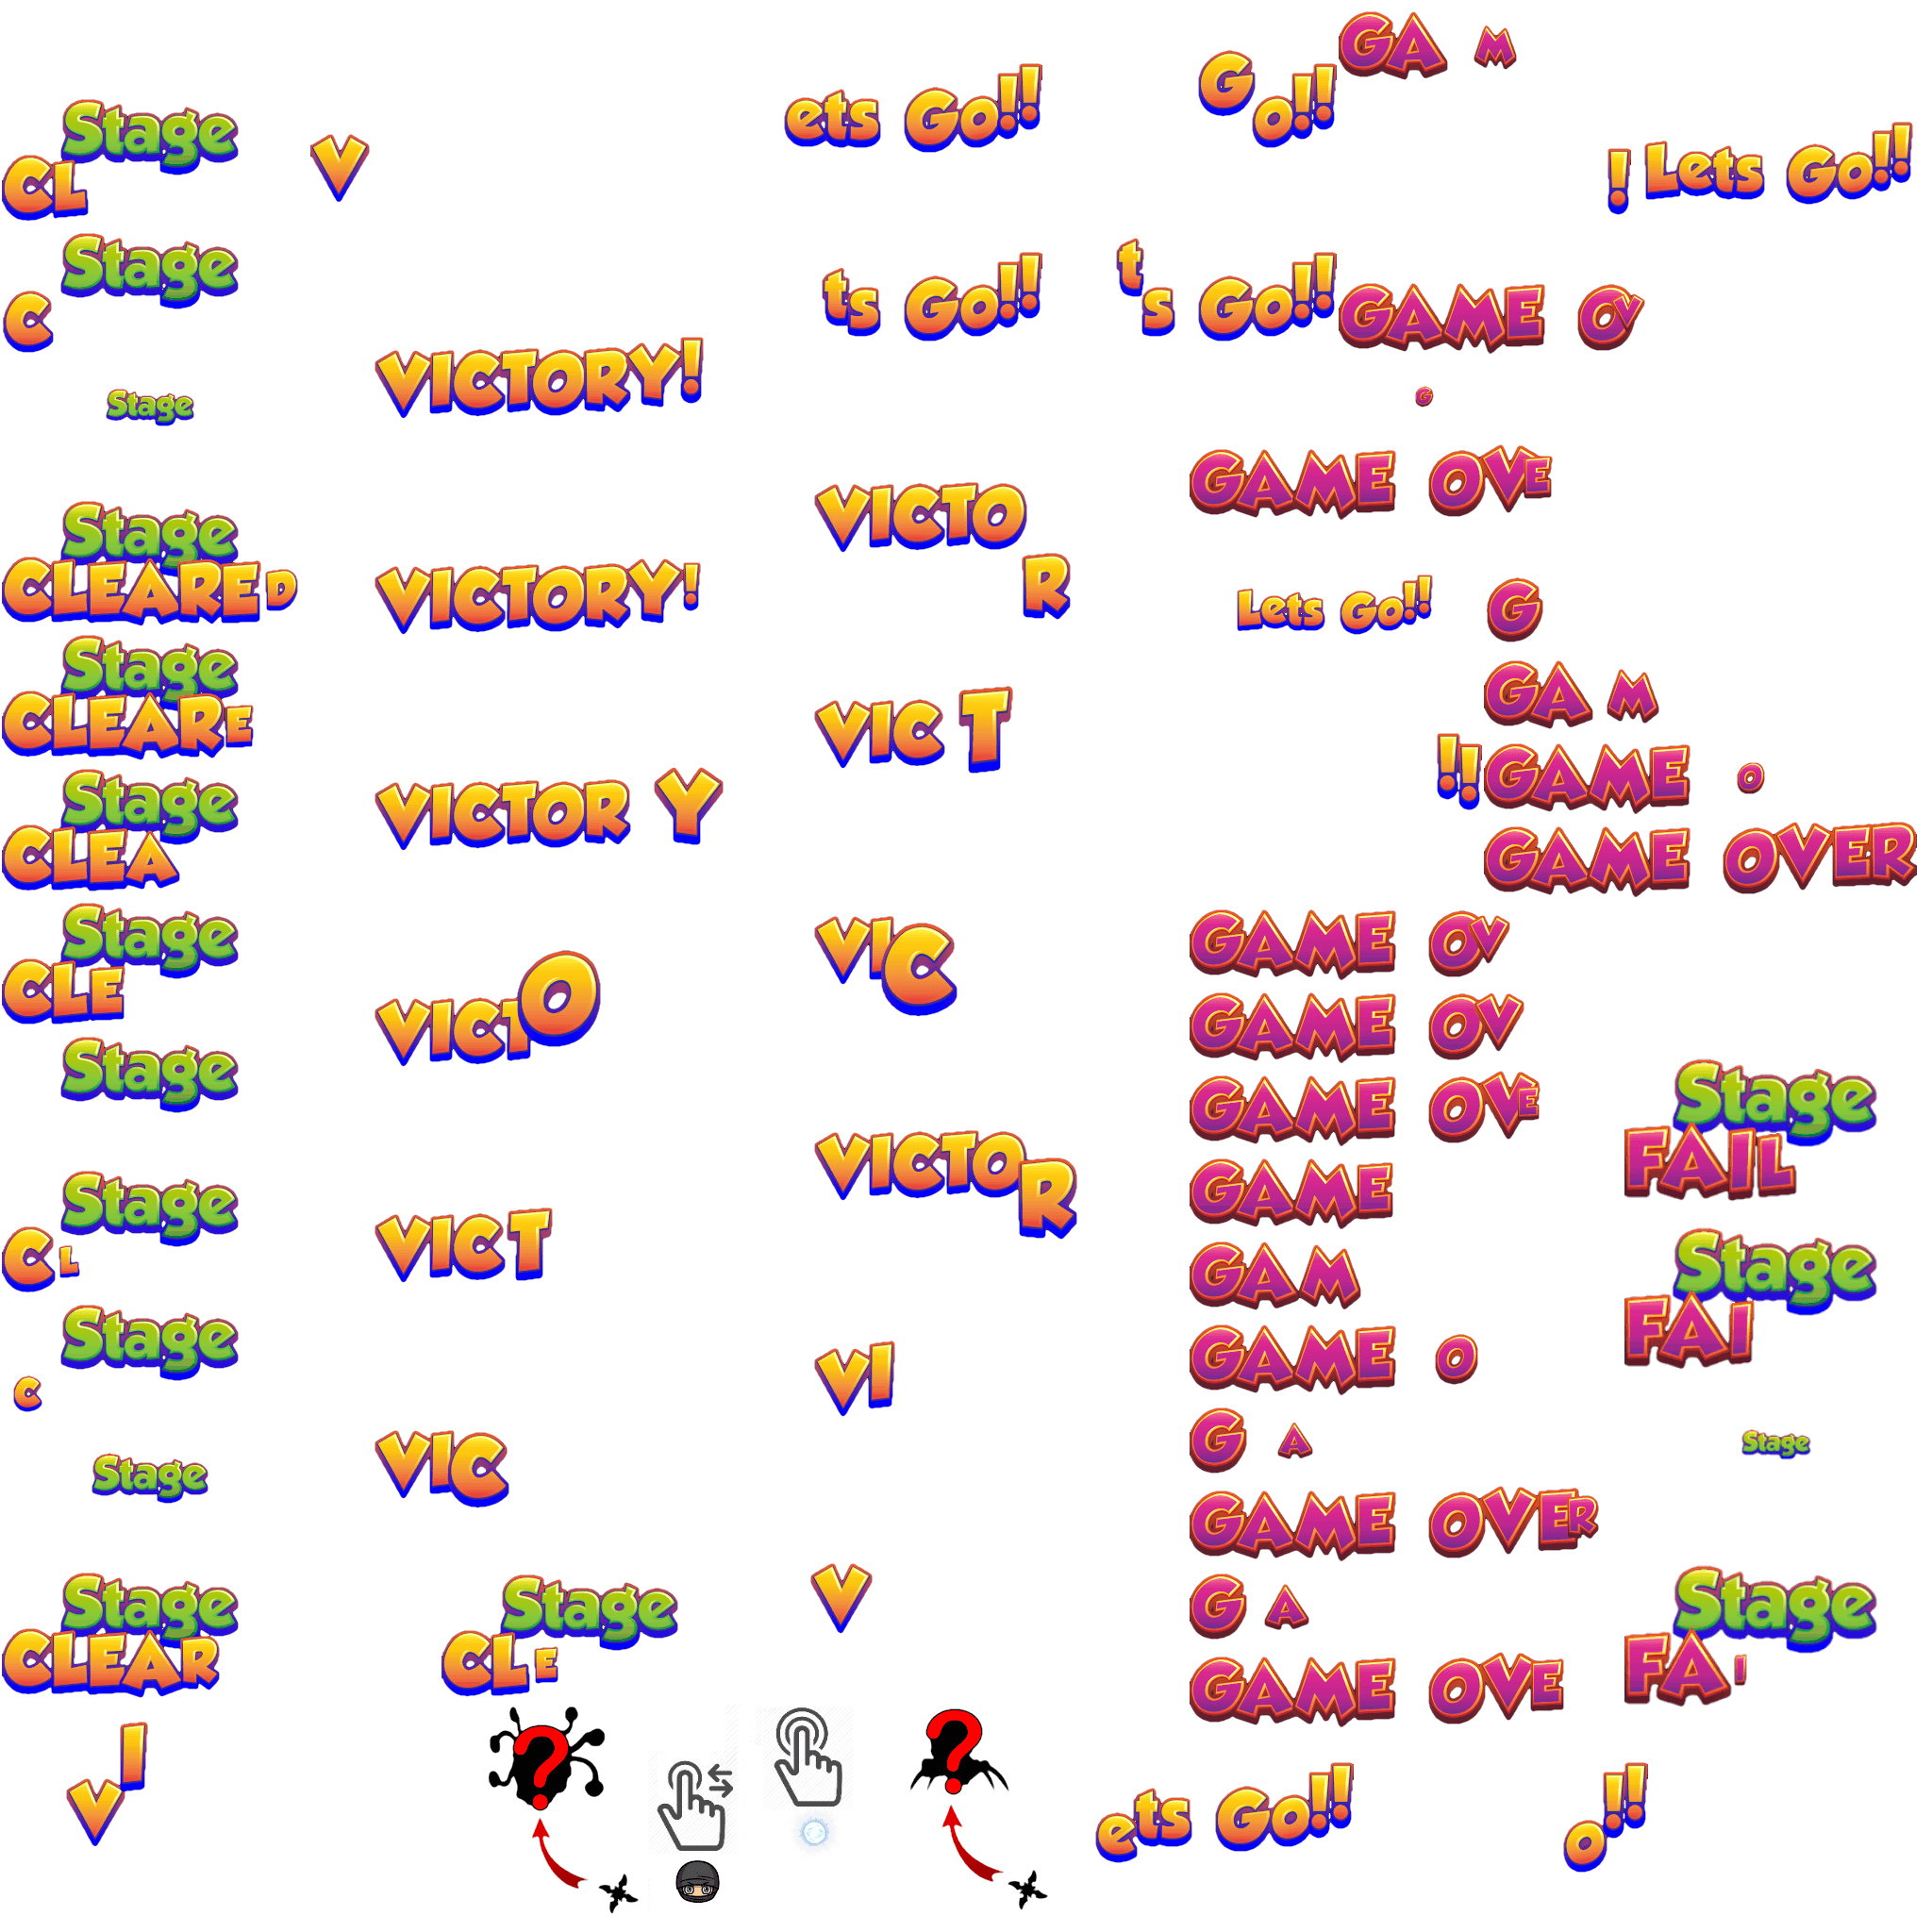 GA M
ets Go!!
G
o!!
Stage
CL
V
! Lets Go!!
Stage
C
ts Go!!
t
s Go!!
GAME OV
VICTORY!
Stage
G
GAME OVE
VICTO
R
Stage
CLEARED
VICTORY!
Lets Go!!
G
Stage
CLEARE
VIC T
GA M
!!
GAME O
Stage
CLEA
VICTOR Y
GAME OVER
Stage
CLE
VIC
GAME OV
VICTO
GAME OV
Stage
GAME OVE
Stage
FAIL
VICTOR
GAME
Stage
C L
VICT
GAM
Stage
FAI
Stage
C
VI
GAME O
G A
Stage
Stage
VIC
GAME OVER
Stage
CLEAR
Stage
CL E
V
G A
Stage
FA I
GAME OVE
V I
?
?
ets Go!!
o!!